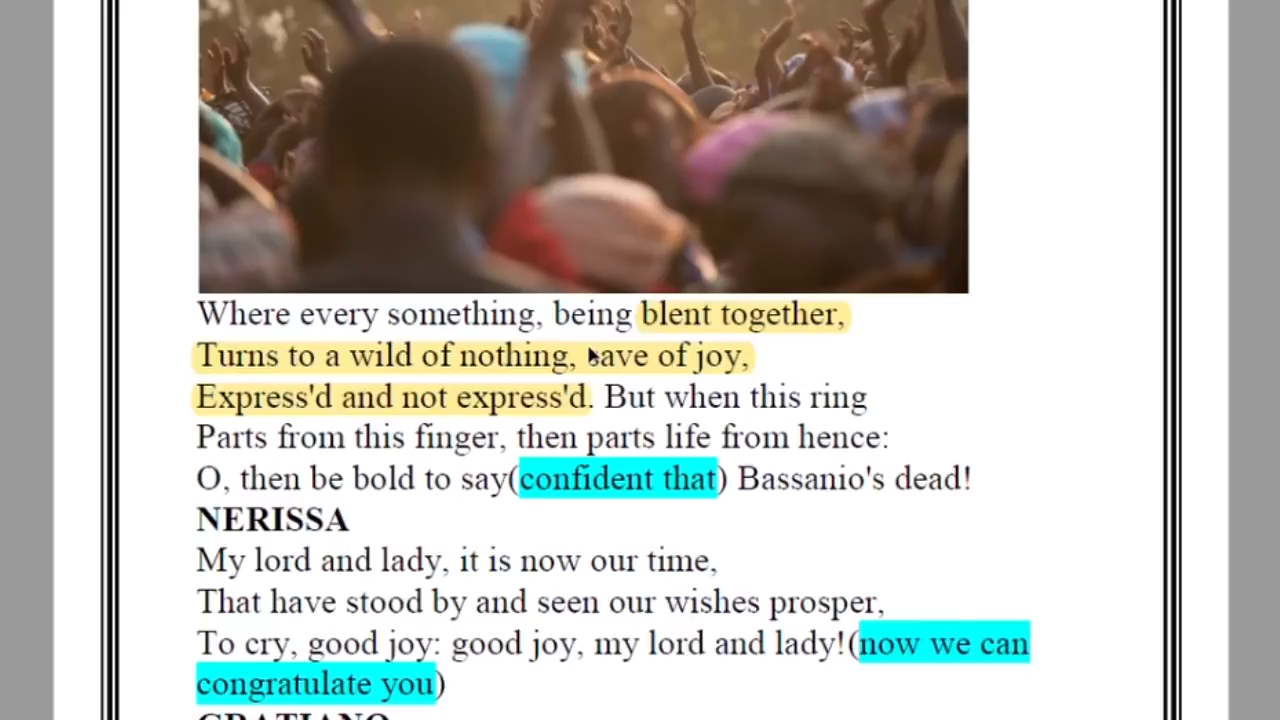 Where every something, being blent together,
Turns to a wild of nothing, save of joy,
Express'd and not express'd. But when this ring
Parts from this finger, then parts life from hence:
O, then be bold to say(confident that) Bassanio's dead!
NERISSA
My lord and lady, it is now our time,
That have stood by and seen our wishes prosper,
To cry, good joy: good joy, my lord and lady!(now we can
congratulate you)
GRATIANO